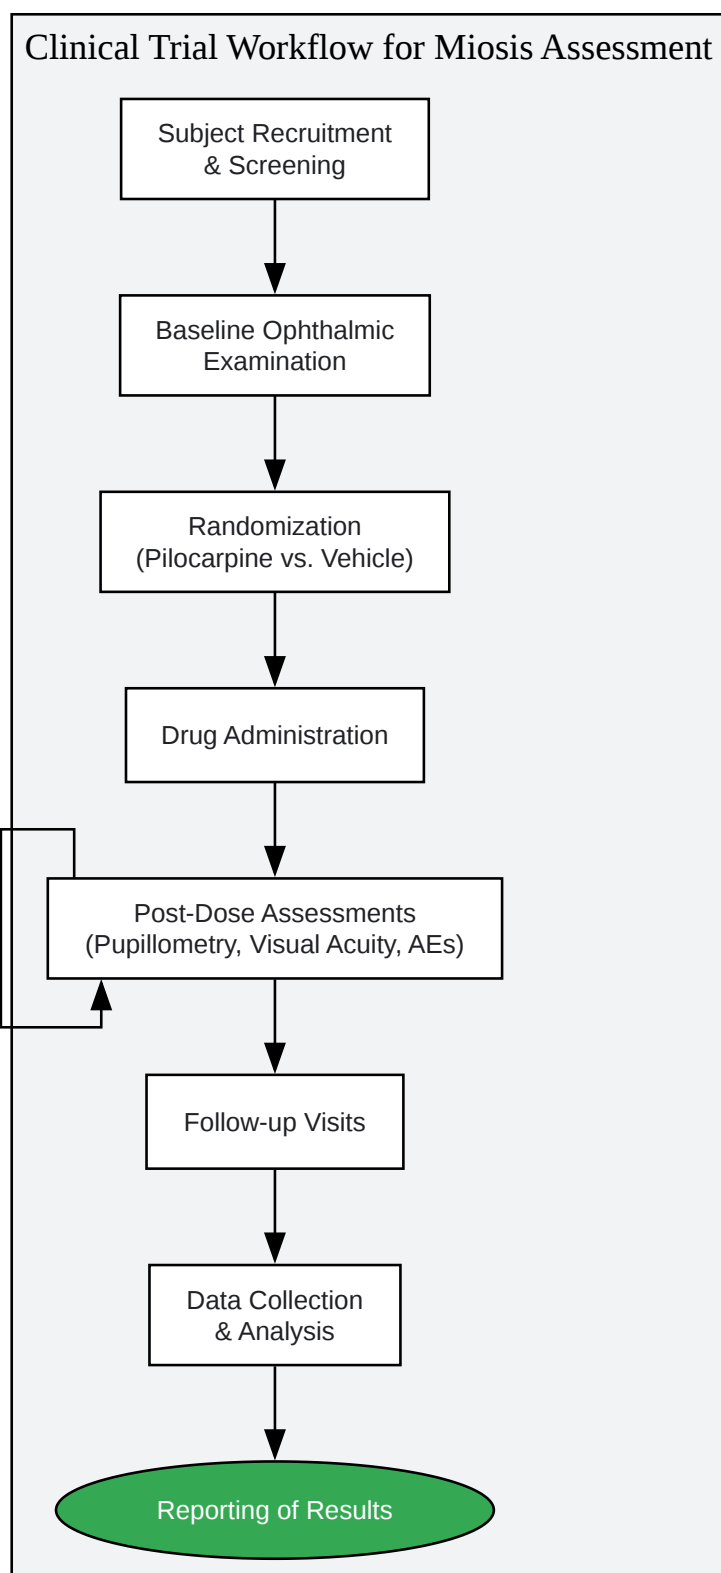 Clinical Trial Workflow for Miosis Assessment
Subject Recruitment
& Screening
Baseline Ophthalmic
Examination
Randomization
(Pilocarpine vs. Vehicle)
Drug Administration
Post-Dose Assessments
(Pupillometry, Visual Acuity, AEs)
Follow-up Visits
Data Collection
& Analysis
Reporting of Results